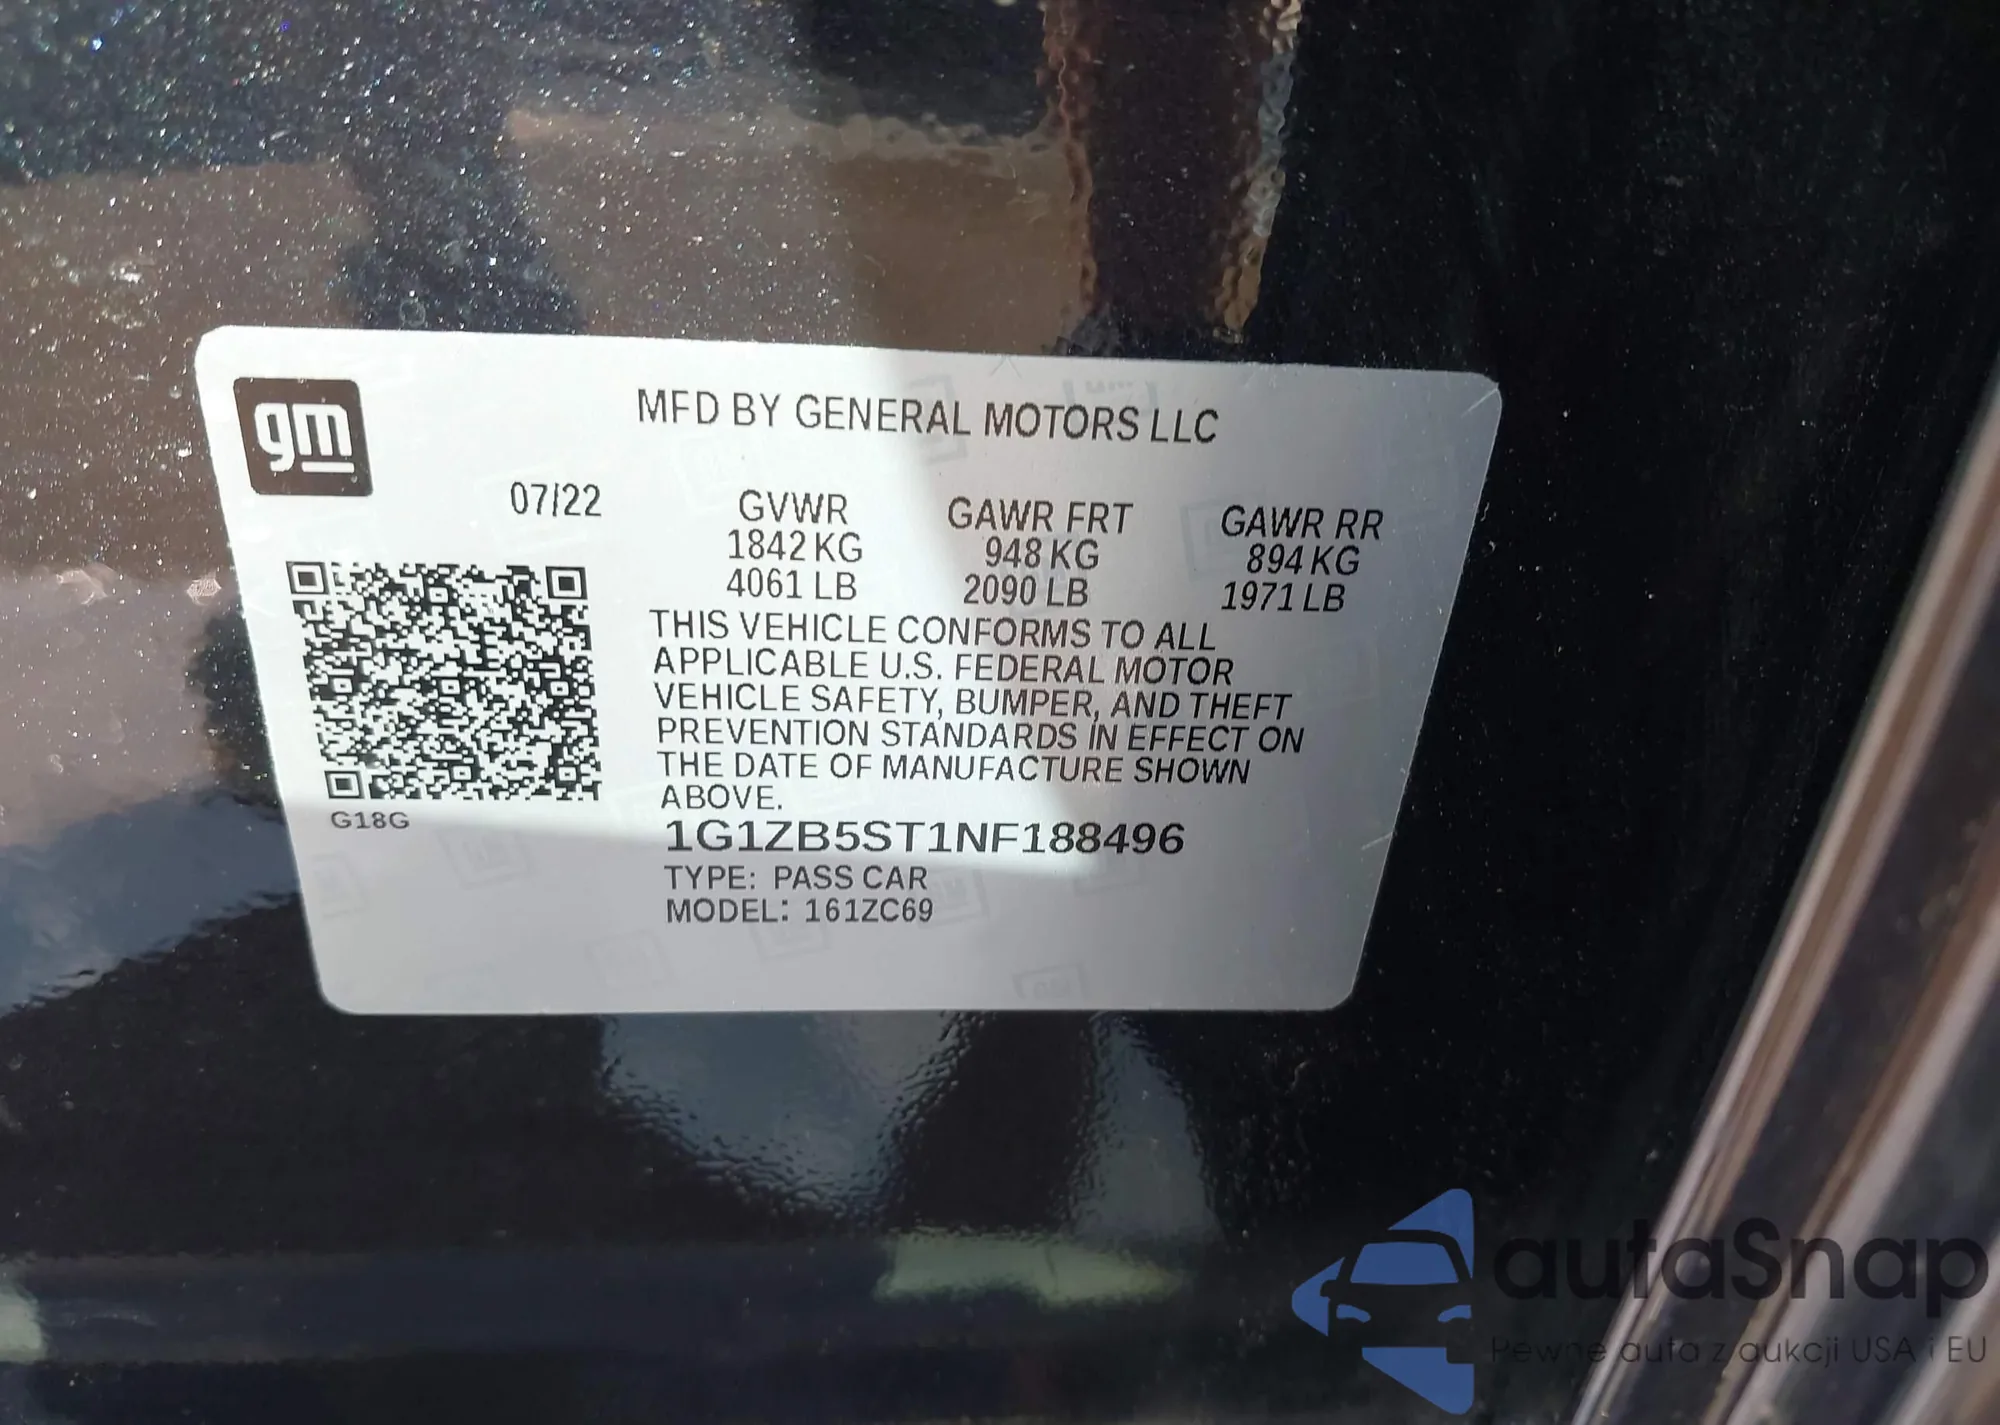 gm
MFD BY GENERAL MOTORS LLC
07/22
GVWR GAWR FRT GAWR RR
1842 KG 948 KG 894 KG
4061 LB 2090 LB 1971 LB
THIS VEHICLE CONFORMS TO ALL
APPLICABLE U.S. FEDERAL MOTOR
VEHICLE SAFETY, BUMPER, AND THEFT
PREVENTION STANDARDS IN EFFECT ON
THE DATE OF MANUFACTURE SHOWN
ABOVE.
G18G
1G1ZB5ST1NF188496
TYPE: PASS CAR
MODEL: 161ZC69
autaSnap
Pewne auta z aukcji USA i EU